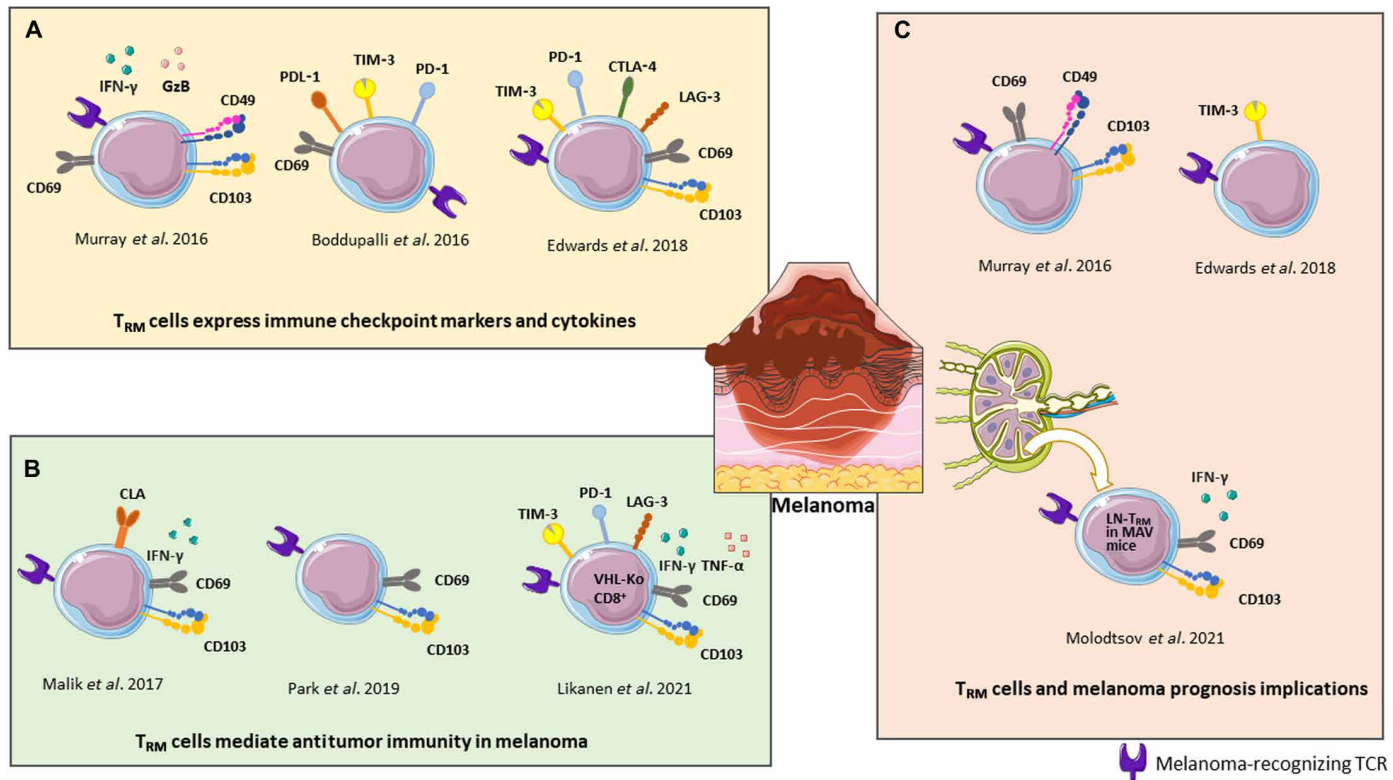 A
IFN-γ
GzB
CD49
CD69
CD103
Murray et al. 2016
PDL-1
TIM-3
PD-1
CD69
Boddupalli et al. 2016
TIM-3
PD-1
CTLA-4
LAG-3
CD69
CD103
Edwards et al. 2018
TRM cells express immune checkpoint markers and cytokines
B
CLA
IFN-γ
CD69
CD103
Malik et al. 2017
CD69
CD103
Park et al. 2019
TIM-3
PD-1
LAG-3
IFN-γ TNF-α
VHL-Ko
CD8+
CD69
CD103
Likanen et al. 2021
TRM cells mediate antitumor immunity in melanoma
Melanoma
C
CD69
CD49
CD103
Murray et al. 2016
TIM-3
Edwards et al. 2018
IFN-γ
LN-TRM
in MAV
mice
CD69
CD103
Molodtsov et al. 2021
TRM cells and melanoma prognosis implications
Melanoma-recognizing TCR